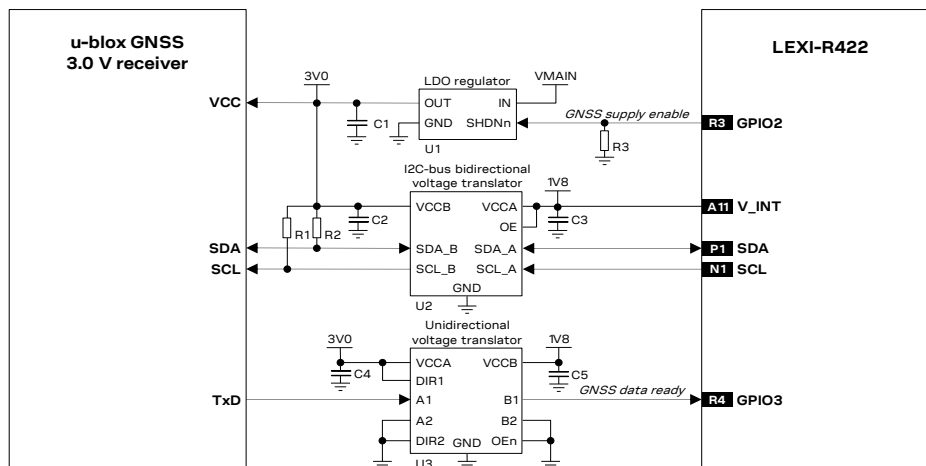 u-blox GNSS
3.0 V receiver
LEXI-R422
3V0
LDO regulator
VMAIN
VCC
OUT
IN
GNSS supply enable
C1
GND
SHDNn
R3
GPIO2
U1
R3
I2C-bus bidirectional
voltage translator
1V8
VCCB
VCCA
A11
V_INT
C2
OE
C3
R1
R2
SDA
SDA_B
SDA_A
P1
SDA
SCL
SCL_B
SCL_A
N1
SCL
GND
U2
Unidirectional
voltage translator
3V0
1V8
VCCA
VCCB
C4
C5
DIR1
GNSS data ready
TxD
A1
B1
R4
GPIO3
A2
B2
DIR2
GND
OEn
U3